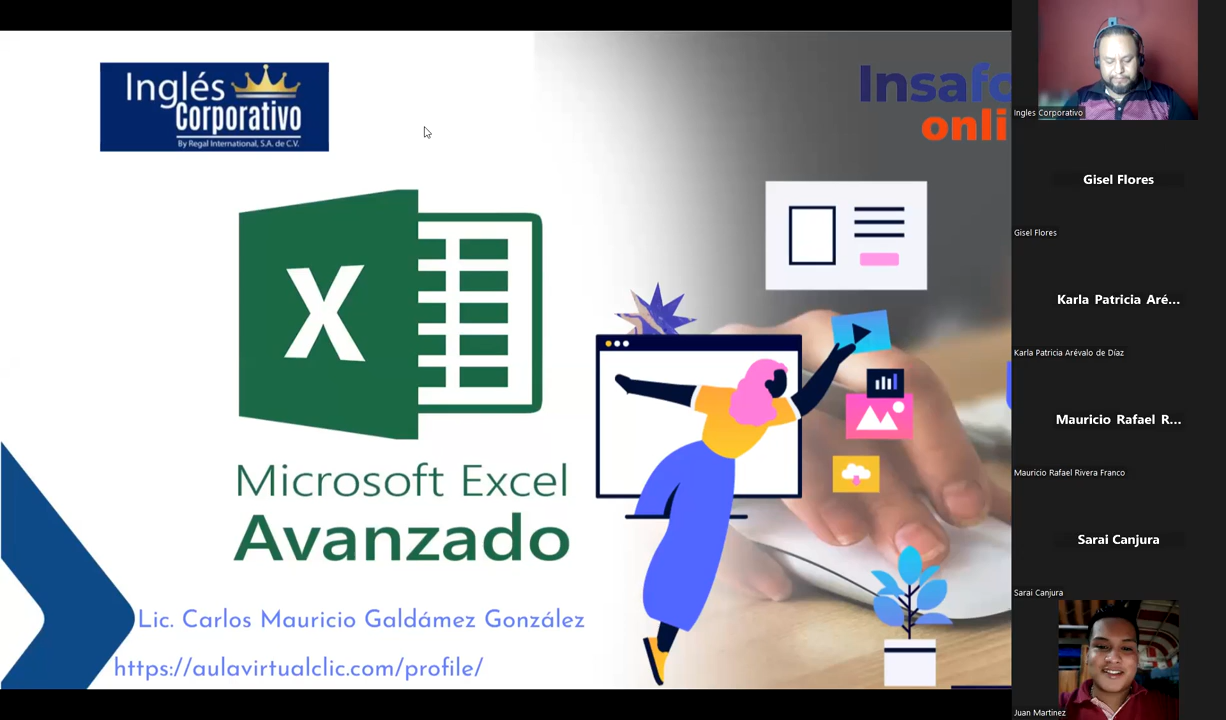 Inglés
Corporativo
By Regal International, S.A. de C.V.
Insafo
onli
X
Microsoft Excel
Avanzado
Lic. Carlos Mauricio Galdámez González
https://aulavirtualclic.com/profile/
Ingles Corporativo
Gisel Flores
Gisel Flores
Karla Patricia Aré...
Karla Patricia Arévalo de Díaz
Mauricio Rafael R...
Mauricio Rafael Rivera Franco
Sarai Canjura
Sarai Canjura
Juan Martinez